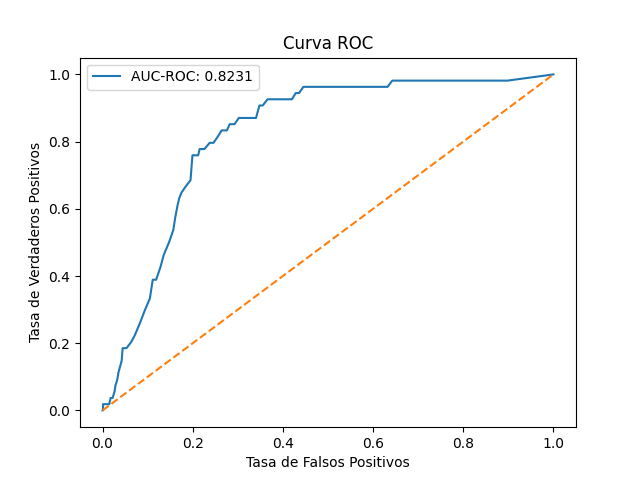 Curva ROC
AUC-ROC: 0.8231
Tasa de Verdaderos Positivos
1.0
0.8
0.6
0.4
0.2
0.0
0.0 0.2 0.4 0.6 0.8 1.0
Tasa de Falsos Positivos